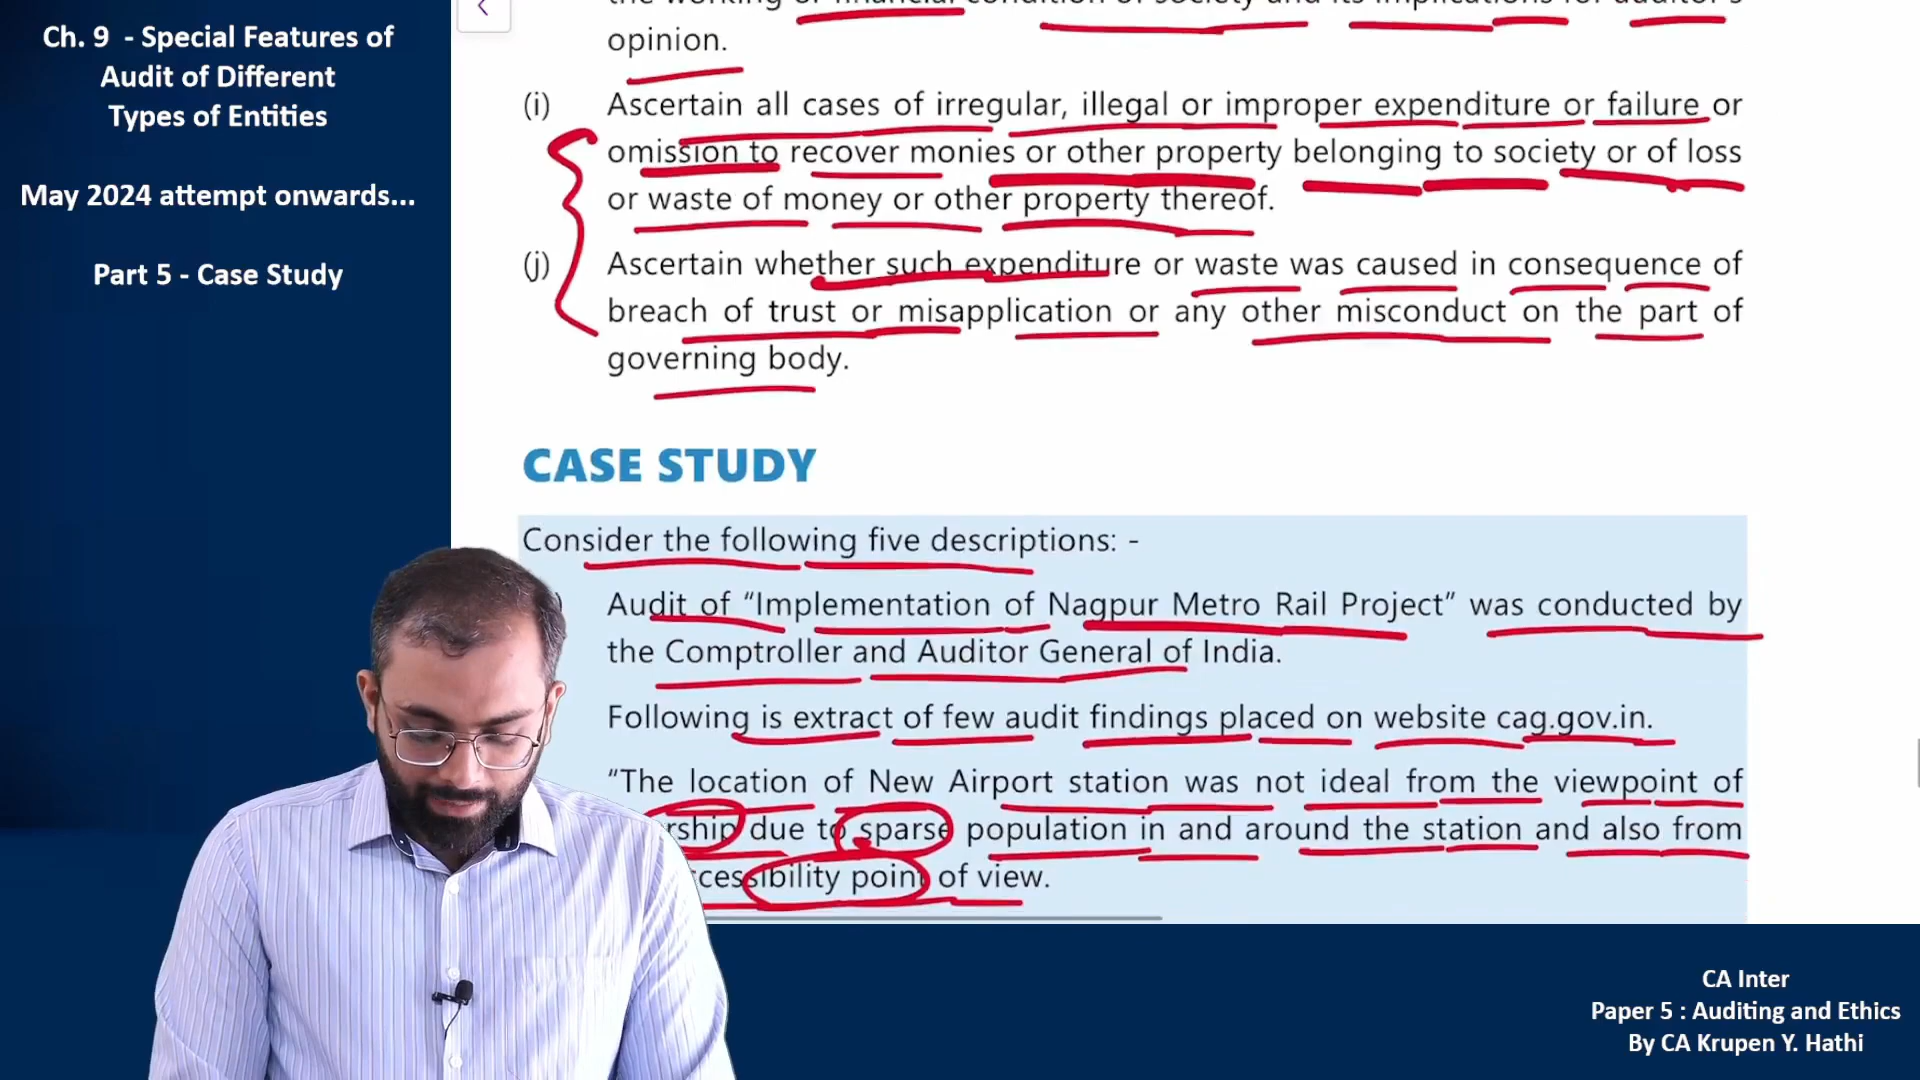 Ch. 9 - Special Features of
Audit of Different
Types of Entities
May 2024 attempt onwards...
Part 5 - Case Study
opinion.
(i) Ascertain all cases of irregular, illegal or improper expenditure or failure or
omission to recover monies or other property belonging to society or of loss
or waste of money or other property thereof.
(j) Ascertain whether such expenditure or waste was caused in consequence of
breach of trust or misapplication or any other misconduct on the part of
governing body.
CASE STUDY
Consider the following five descriptions: -
Audit of “Implementation of Nagpur Metro Rail Project” was conducted by
the Comptroller and Auditor General of India.
Following is extract of few audit findings placed on website cag.gov.in.
“The location of New Airport station was not ideal from the viewpoint of
due to sparse population in and around the station and also from
point of view.
CA Inter
Paper 5 : Auditing and Ethics
By CA Krupen Y. Hathi